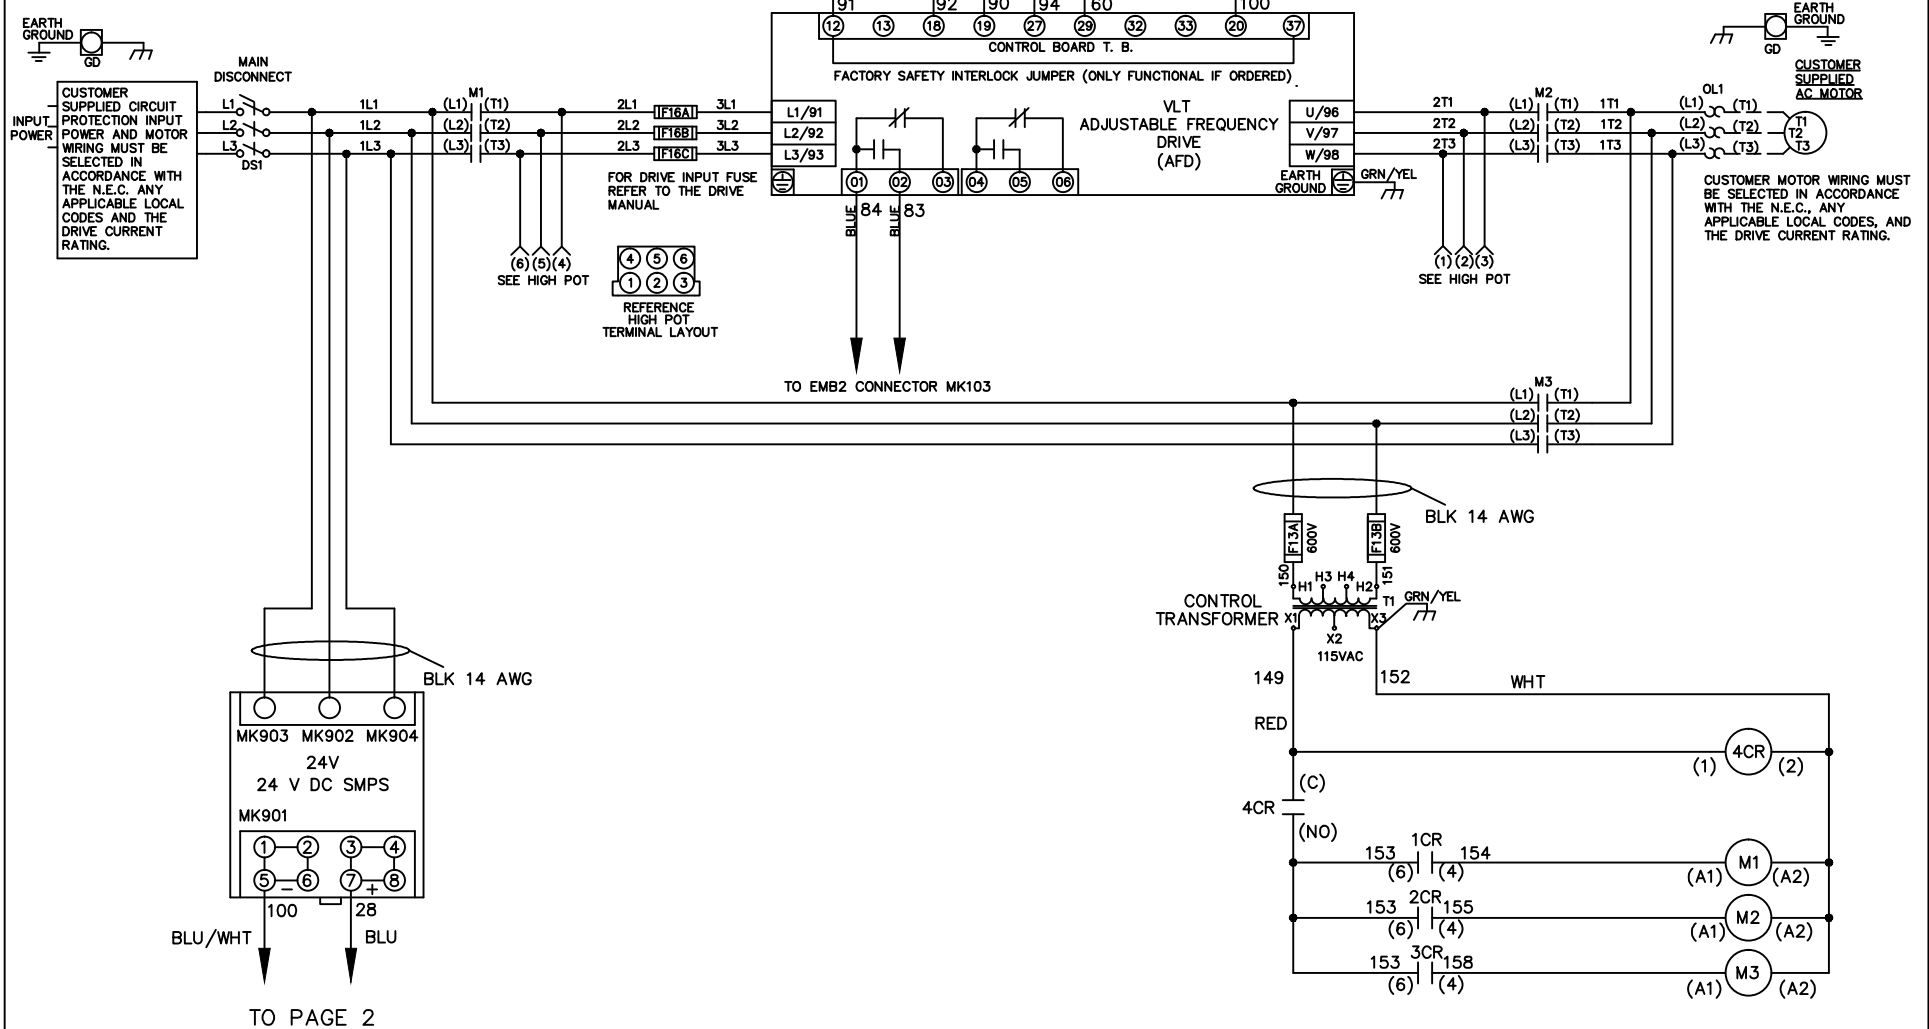 91 92 90 94 60 100
12 13 18 19 27 29 32 33 20 37
CONTROL BOARD T. B.
FACTORY SAFETY INTERLOCK JUMPER (ONLY FUNCTIONAL IF ORDERED)
EARTH
GROUND
GD
EARTH
GROUND
GD
MAIN
DISCONNECT
INPUT
POWER
CUSTOMER
SUPPLIED CIRCUIT
PROTECTION INPUT
POWER AND MOTOR
WIRING MUST BE
SELECTED IN
ACCORDANCE WITH
THE N.E.C. ANY
APPLICABLE LOCAL
CODES AND THE
DRIVE CURRENT
RATING.
L1
L2
L3
DS1
1L1
1L2
1L3
M1
(L1) (T1)
(L2) (T2)
(L3) (T3)
2L1 F16A 3L1
2L2 F16B 3L2
2L3 F16C 3L3
FOR DRIVE INPUT FUSE
REFER TO THE DRIVE
MANUAL
(6) (5) (4)
SEE HIGH POT
4 5 6
1 2 3
REFERENCE
HIGH POT
TERMINAL LAYOUT
L1/91
L2/92
L3/93
VLT
ADJUSTABLE FREQUENCY
DRIVE
(AFD)
U/96
V/97
W/98
EARTH
GROUND
GRN/YEL
01 02 03 04 05 06
BLUE 84 BLUE 83
TO EMB2 CONNECTOR MK103
2T1
2T2
2T3
M2
(L1) (T1)
(L2) (T2)
(L3) (T3)
1T1
1T2
1T3
(1) (2) (3)
SEE HIGH POT
OL1
(L1) (T1)
(L2) (T2)
(L3) (T3)
T1
T2
T3
CUSTOMER
SUPPLIED
AC MOTOR
CUSTOMER MOTOR WIRING MUST
BE SELECTED IN ACCORDANCE
WITH THE N.E.C., ANY
APPLICABLE LOCAL CODES, AND
THE DRIVE CURRENT RATING.
M3
(L1) (T1)
(L2) (T2)
(L3) (T3)
BLK 14 AWG
F13A 600V
F13B 600V
150 151
H1 H3 H4 H2
T1
GRN/YEL
CONTROL
TRANSFORMER
X1 X3
X2
115VAC
149 152
WHT
RED
4CR
(1) (2)
(C)
4CR
(NO)
1CR
153 154
(6) (4)
M1
(A1) (A2)
2CR
153 155
(6) (4)
M2
(A1) (A2)
3CR
153 158
(6) (4)
M3
(A1) (A2)
BLK 14 AWG
MK903 MK902 MK904
24V
24 V DC SMPS
MK901
1 2 3 4
5 – 6 7 + 8
100 28
BLU/WHT BLU
TO PAGE 2